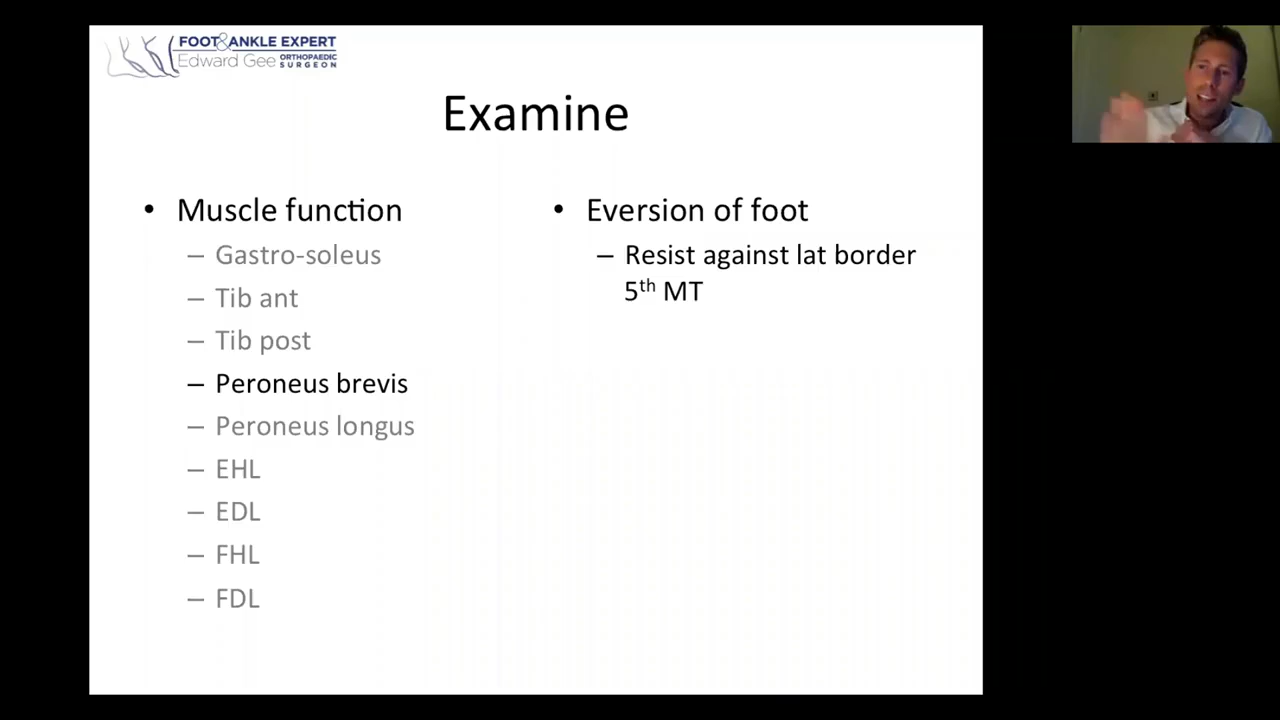 FOOT & ANKLE EXPERT
Edward Gee ORTHOPAEDIC SURGEON
Examine
• Muscle function
– Gastro-soleus
– Tib ant
– Tib post
– Peroneus brevis
– Peroneus longus
– EHL
– EDL
– FHL
– FDL
• Eversion of foot
– Resist against lat border
5th MT